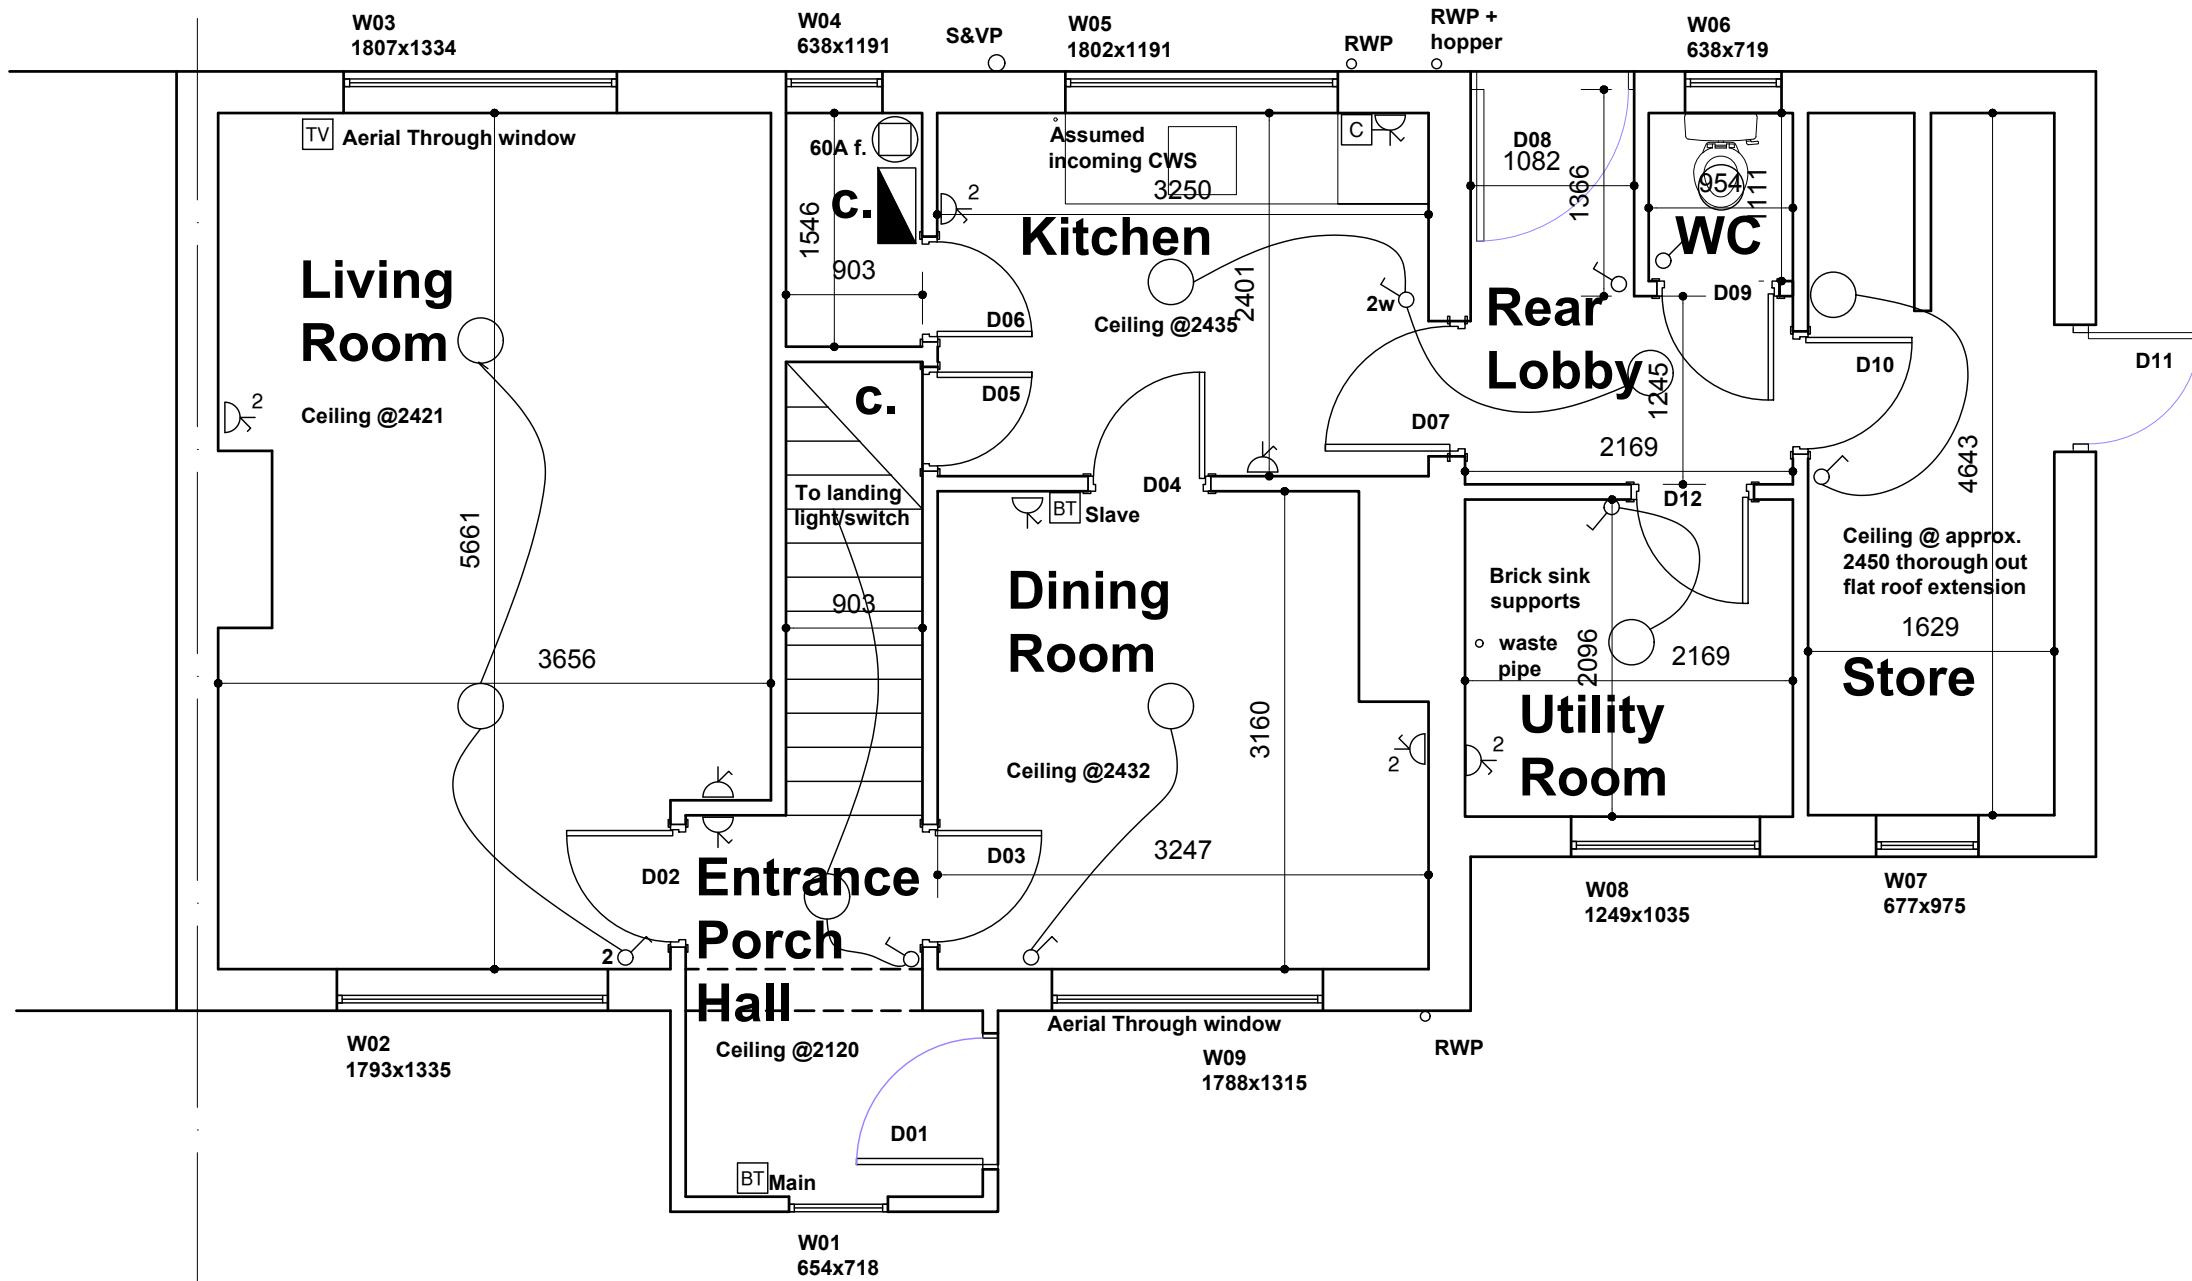 W03
1807x1334
W04
638x1191
S&VP
W05
1802x1191
RWP
RWP +
hopper
W06
638x719
TV
Aerial Through window
60A f.
c.
1546
903
Assumed
incoming CWS
C
3250
2
Kitchen
2401
Ceiling @2435
2w
D08
1082
1366
954
1111
WC
D09
Living
Room
2
Ceiling @2421
D06
D05
c.
Rear
Lobby
1245
D07
2169
D10
D11
4643
To landing
light/switch
D04
BT
Slave
D12
5661
903
3656
Dining
Room
Ceiling @2432
3160
2
3247
Brick sink
supports
waste
pipe
2096
2169
2
Utility
Room
Ceiling @ approx.
2450 thorough out
flat roof extension
1629
Store
D02
D03
Entrance
Porch
Hall
2
Ceiling @2120
Aerial Through window
W08
1249x1035
W07
677x975
W02
1793x1335
W09
1788x1315
RWP
D01
BT
Main
W01
654x718